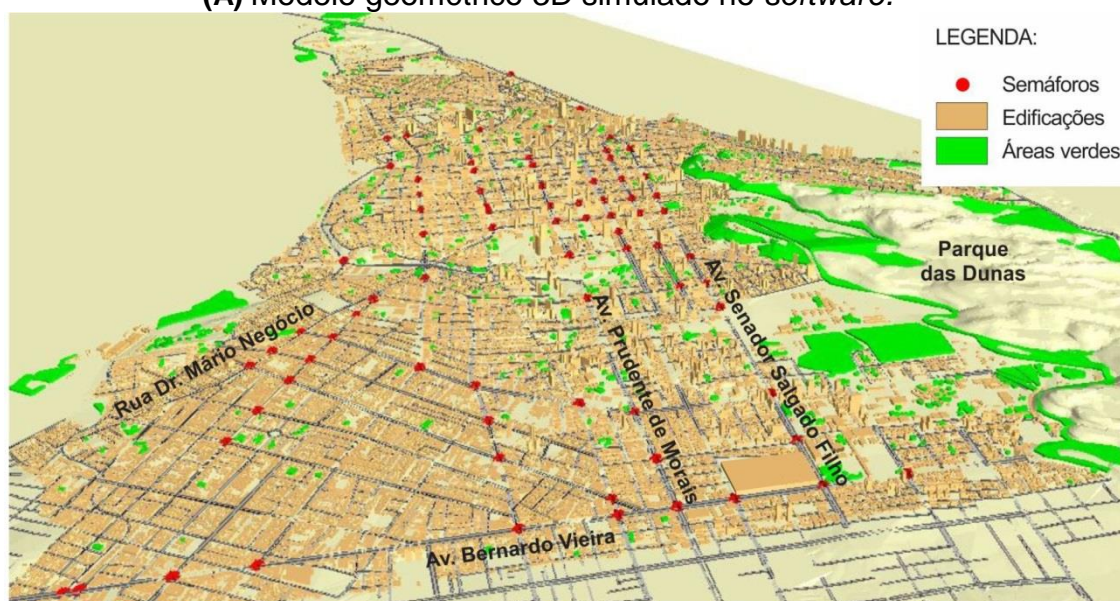 (A) Modelo geométrico 3D simulado no software.
LEGENDA:
Semáforos
Edificações
Áreas verdes
Parque
das Dunas
Av. Senador Salgado Filho
Av. Prudente de Morais
Rua Dr. Mário Negócio
Av. Bernardo Vieira